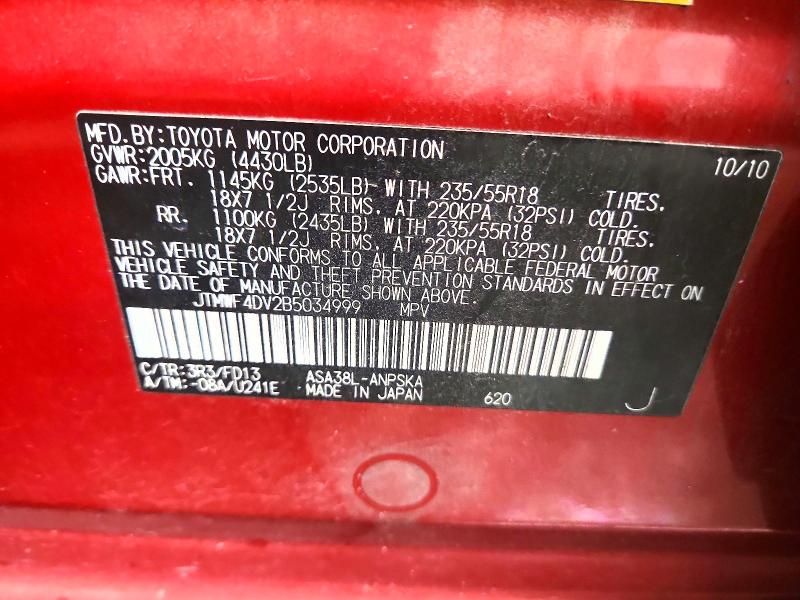 MFD.BY:TOYOTA MOTOR CORPORATION 10/10
GVWR:2005KG (4430LB)
GAWR:FRT. 1145KG (2535LB) WITH 235/55R18 TIRES.
18X7 1/2J RIMS. AT 220KPA (32PSI) COLD.
RR. 1100KG (2435LB) WITH 235/55R18 TIRES.
18X7 1/2J RIMS. AT 220KPA (32PSI) COLD.
THIS VEHICLE CONFORMS TO ALL APPLICABLE FEDERAL MOTOR
VEHICLE SAFETY AND THEFT PREVENTION STANDARDS IN EFFECT ON
THE DATE OF MANUFACTURE SHOWN ABOVE.
JTMWF4DV2B5034999 MPV
C/TR:3R3/FD13 ASA38L-ANPSKA
A/TM:-08A/U241E MADE IN JAPAN 620 J